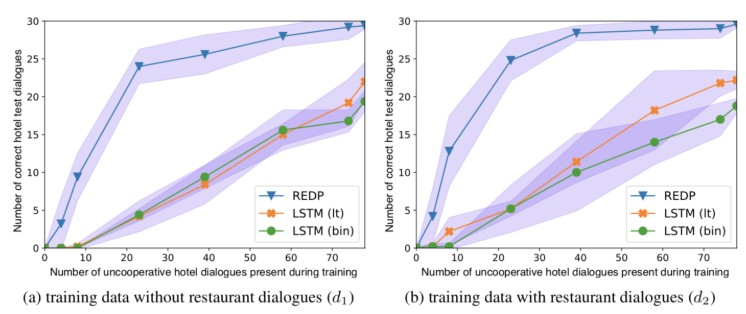 30
25
20
15
10
5
0
Number of correct hotel test dialogues
0 10 20 30 40 50 60 70
Number of uncooperative hotel dialogues present during training
REDP
LSTM (lt)
LSTM (bin)
(a) training data without restaurant dialogues (d₁)
30
25
20
15
10
5
0
Number of correct hotel test dialogues
0 10 20 30 40 50 60 70
Number of uncooperative hotel dialogues present during training
REDP
LSTM (lt)
LSTM (bin)
(b) training data with restaurant dialogues (d₂)